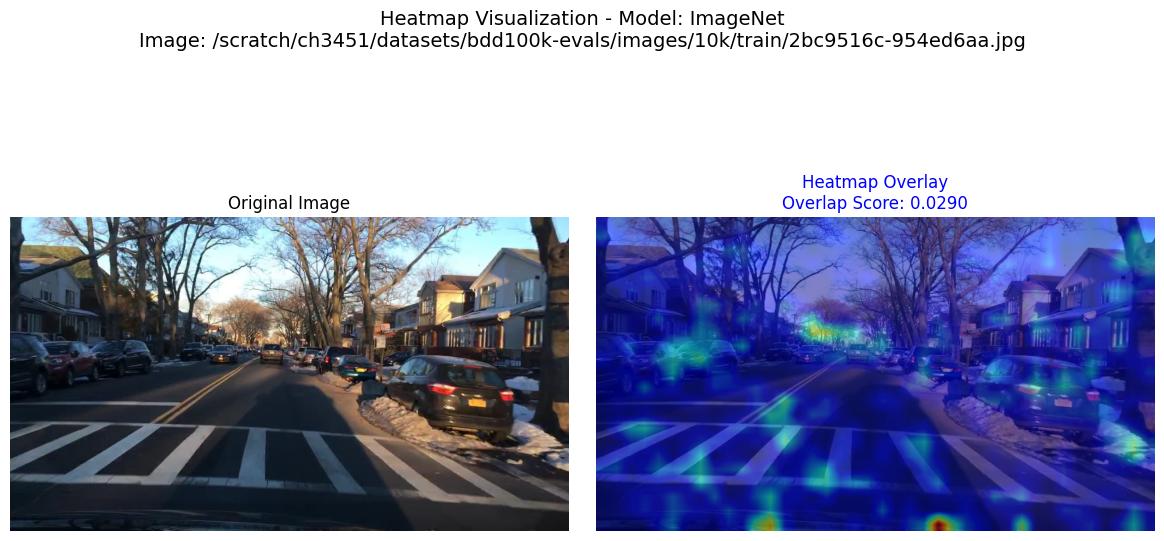 Heatmap Visualization - Model: ImageNet
Image: /scratch/ch3451/datasets/bdd100k-evals/images/10k/train/2bc9516c-954ed6aa.jpg
Original Image
Heatmap Overlay
Overlap Score: 0.0290